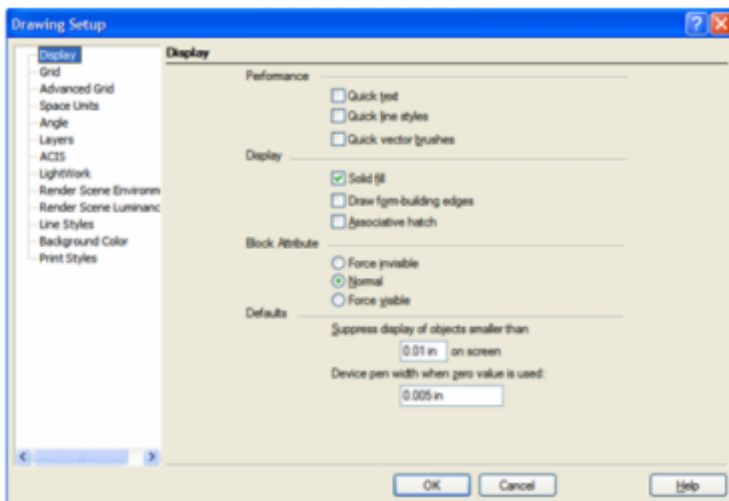 Drawing Setup
Display
Grid
Advanced Grid
Space Units
Angle
Layers
ACIS
LightWork
Render Scene Environm
Render Scene Luminanc
Line Styles
Background Color
Print Styles
Display
Performance
Quick text
Quick line styles
Quick vector brushes
Display
Solid fill
Draw form-building edges
Associative hatch
Block Attribute
Force invisible
Normal
Force visible
Defaults
Suppress display of objects smaller than
0.01 in on screen
Device pen width when zero value is used:
0.005 in
OK Cancel Help